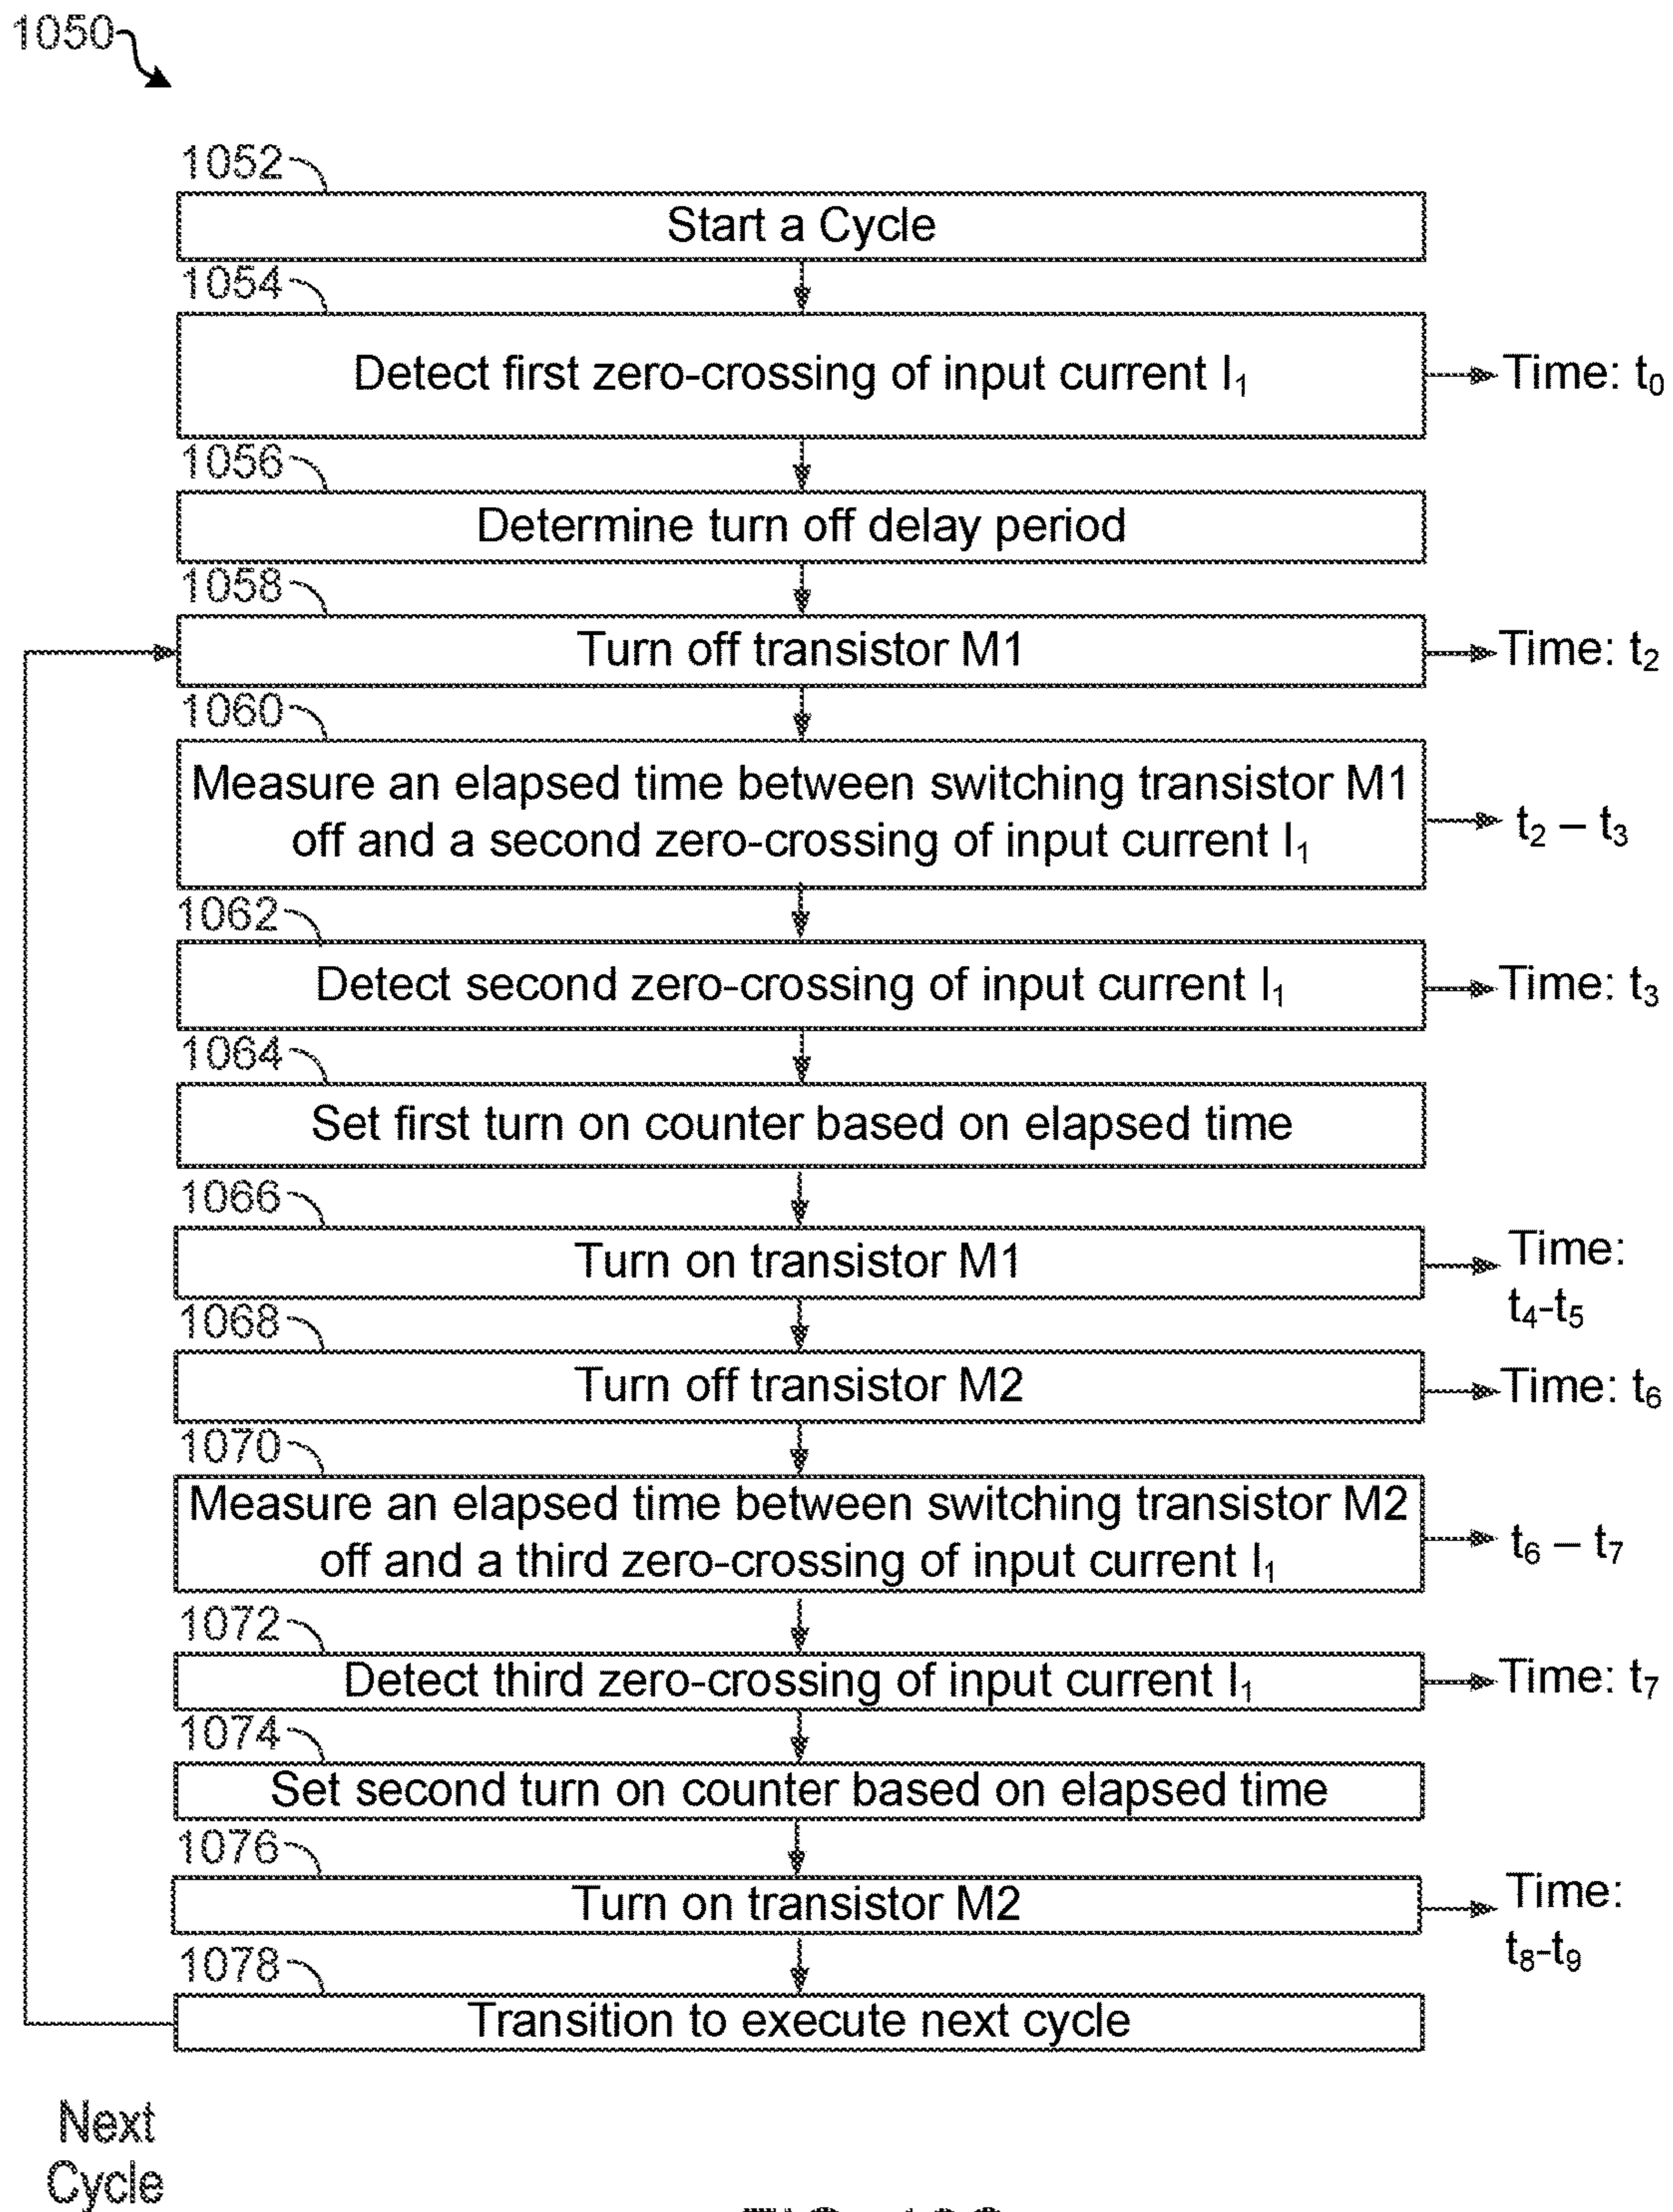 1050
1052
Start a Cycle
1054
Detect first zero-crossing of input current I₁
Time: t₀
1056
Determine turn off delay period
1058
Turn off transistor M1
Time: t₂
1060
Measure an elapsed time between switching transistor M1
off and a second zero-crossing of input current I₁
t₂ – t₃
1062
Detect second zero-crossing of input current I₁
Time: t₃
1064
Set first turn on counter based on elapsed time
1066
Turn on transistor M1
Time:
t₄-t₅
1068
Turn off transistor M2
Time: t₆
1070
Measure an elapsed time between switching transistor M2
off and a third zero-crossing of input current I₁
t₆ – t₇
1072
Detect third zero-crossing of input current I₁
Time: t₇
1074
Set second turn on counter based on elapsed time
1076
Turn on transistor M2
Time:
t₈-t₉
1078
Transition to execute next cycle
Next
Cycle